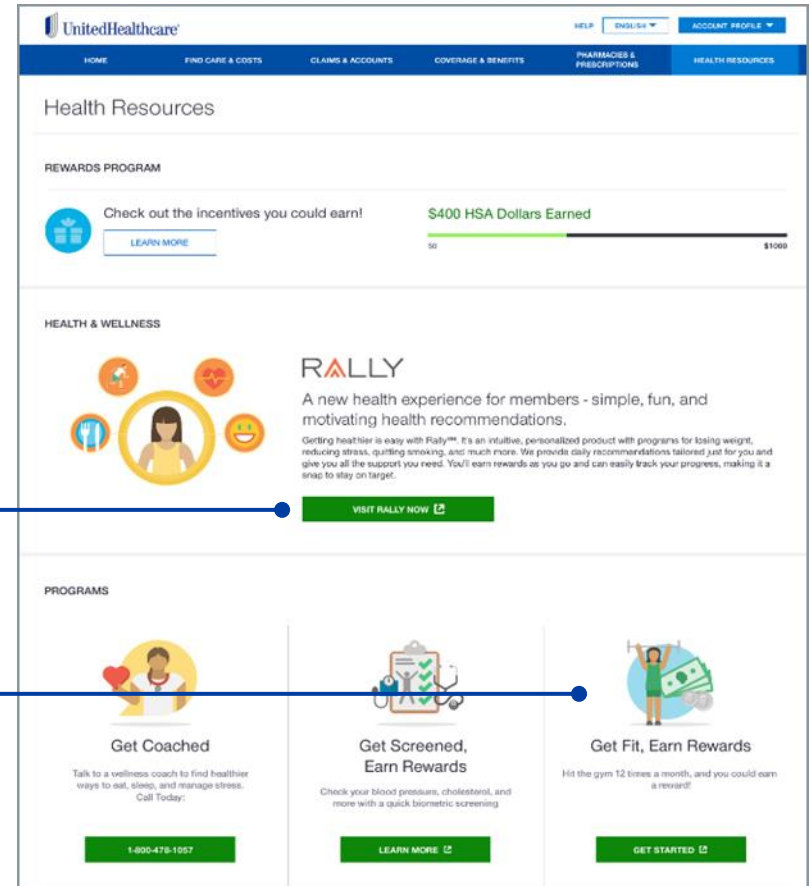 UnitedHealthcare®
HELP ENGLISH ACCOUNT PROFILE
HOME FIND CARE & COSTS CLAIMS & ACCOUNTS COVERAGE & BENEFITS PHARMACIES & PRESCRIPTIONS HEALTH RESOURCES
Health Resources
REWARDS PROGRAM
Check out the incentives you could earn!
LEARN MORE
$400 HSA Dollars Earned
$0 $1000
HEALTH & WELLNESS
RALLY
A new health experience for members - simple, fun, and
motivating health recommendations.
Getting healthier is easy with Rally℠. It's an intuitive, personalized product with programs for losing weight,
reducing stress, quitting smoking, and much more. We provide daily recommendations tailored just for you and
give you all the support you need. You'll earn rewards as you go and can easily track your progress, making it a
snap to stay on target.
VISIT RALLY NOW
PROGRAMS
Get Coached
Talk to a wellness coach to find healthier
ways to eat, sleep, and manage stress.
Call Today:
1-800-478-1057
Get Screened,
Earn Rewards
Check your blood pressure, cholesterol, and
more with a quick biometric screening
LEARN MORE
Get Fit, Earn Rewards
Hit the gym 12 times a month, and you could earn
a reward!
GET STARTED